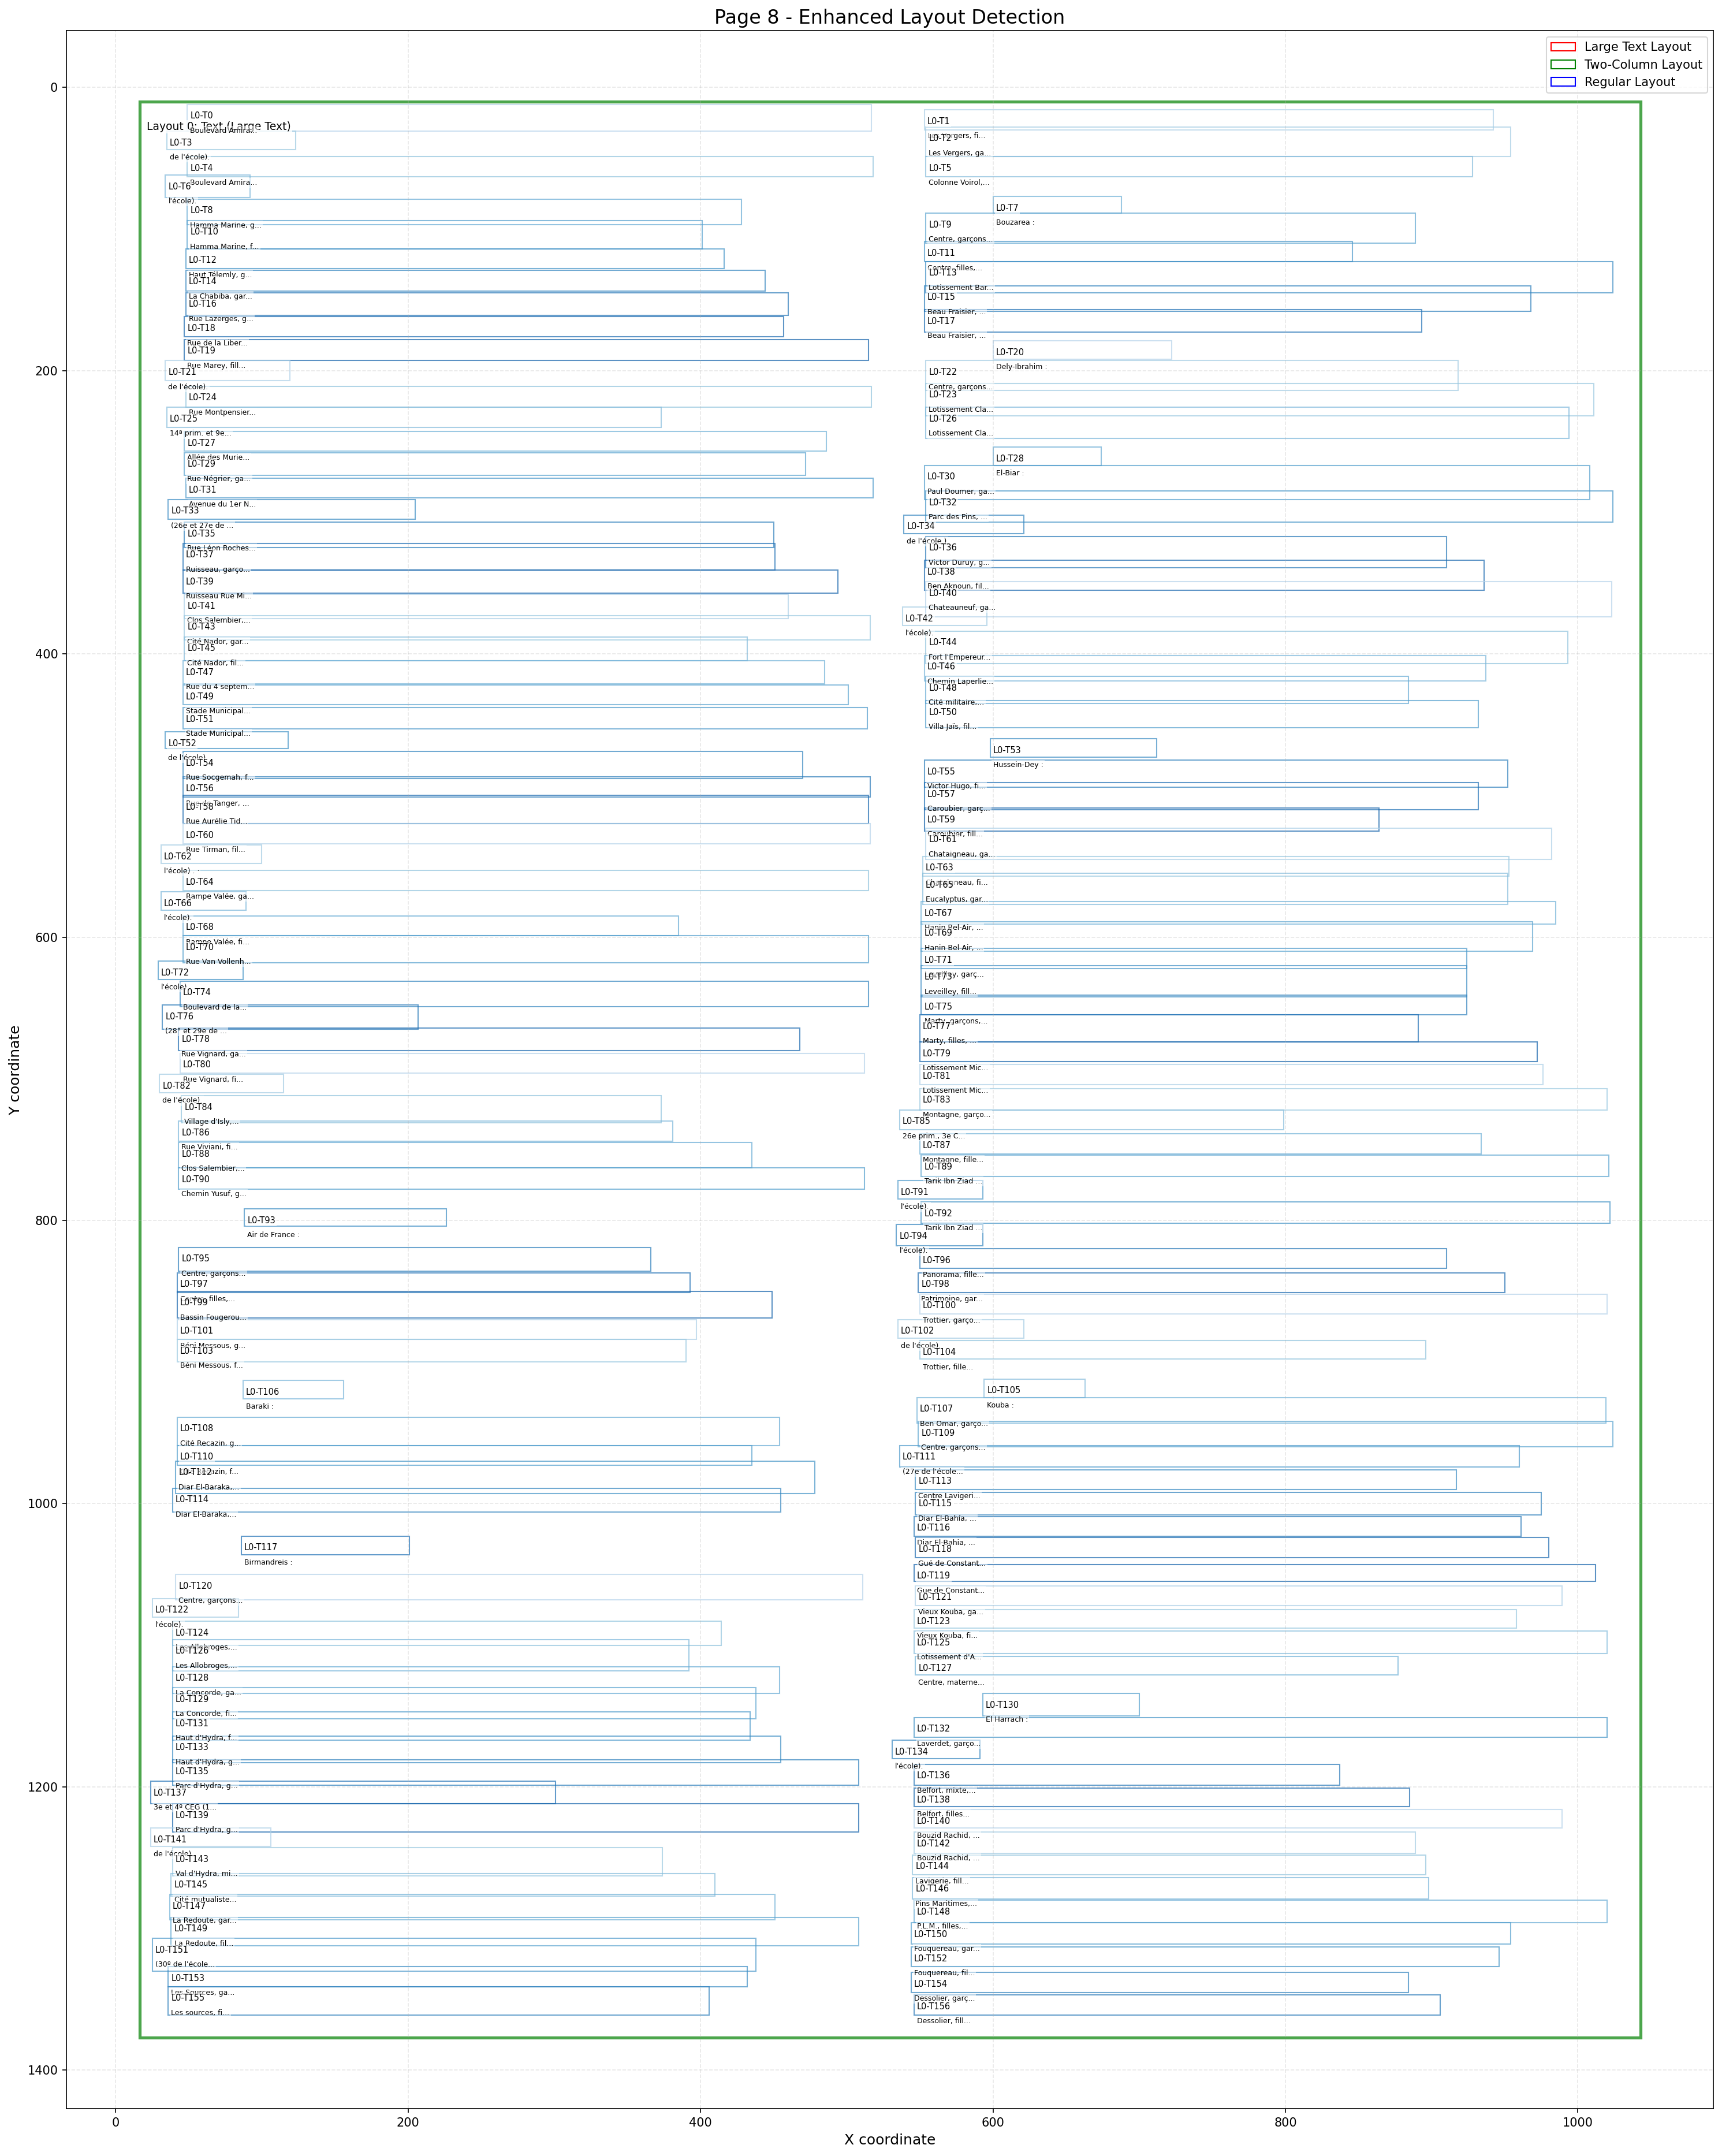 Page 8 - Enhanced Layout Detection
Large Text Layout
Two-Column Layout
Regular Layout
Layout 0: Text (Large Text)
L0-T0
Boulevard Amira...
L0-T3
de l'école).
L0-T4
Boulevard Amira...
L0-T6
l'école).
L0-T8
Hamma Marine, g...
L0-T10
Hamma Marine, f...
L0-T12
Haut Télemly, g...
L0-T14
La Chabiba, gar...
L0-T16
Rue Lazerges, g...
L0-T18
Rue de la Liber...
L0-T19
Rue Marey, fill...
L0-T21
de l'école).
L0-T24
Rue Montpensier...
L0-T25
14ª prim. et 9e...
L0-T27
Allée des Murie...
L0-T29
Rue Négrier, ga...
L0-T31
Avenue du 1er N...
L0-T33
(26e et 27e de ...
L0-T35
Rue Léon Roches...
L0-T37
Ruisseau, garço...
L0-T39
Ruisseau Rue Mi...
L0-T41
Clos Salembier,...
L0-T43
Cité Nador, gar...
L0-T45
Cité Nador, fil...
L0-T47
Rue du 4 septem...
L0-T49
Stade Municipal...
L0-T51
Stade Municipal...
L0-T52
de l'école).
L0-T54
Rue Socgemah, f...
L0-T56
Tanger, ...
L0-T58
Rue Aurélie Tid...
L0-T60
Rue Tirman, fil...
L0-T62
l'école) .
L0-T64
Rampe Valée, ga...
L0-T66
l'école).
L0-T68
Rampe Valée, fi...
L0-T70
Rue Van Vollenh...
L0-T72
l'école).
L0-T74
Boulevard de la...
L0-T76
(28° et 29e de ...
L0-T78
Rue Vignard, ga...
L0-T80
Rue Vignard, fi...
L0-T82
de l'école).
L0-T84
Village d'Isly,...
L0-T86
Rue Viviani, fi...
L0-T88
Clos Salembier,...
L0-T90
Chemin Yusuf, g...
L0-T93
Air de France :
L0-T95
Centre, garçons...
L0-T97
filles,...
L0-T99
Bassin Fougerou...
L0-T101
Béni Messous, g...
L0-T103
Béni Messous, f...
L0-T106
Baraki :
L0-T108
Cité Recazin, g...
L0-T110
f...
L0-T112
Diar El-Baraka,...
L0-T114
Diar El-Baraka,...
L0-T117
Birmandreis :
L0-T120
Centre, garçons...
L0-T122
l'école).
L0-T124
Les Allobroges,...
L0-T126
Les Allobroges,...
L0-T128
La Concorde, ga...
L0-T129
La Concorde, fi...
L0-T131
Haut d'Hydra, f...
L0-T133
Haut d'Hydra, g...
L0-T135
Parc d'Hydra, g...
L0-T137
3e et 4º CEG (1...
L0-T139
Parc d'Hydra, g...
L0-T141
de l'école)
L0-T143
Val d'Hydra, mi...
L0-T145
Cité mutualiste...
L0-T147
La Redoute, gar...
L0-T149
La Redoute, fil...
L0-T151
(30º de l'école...
L0-T153
Les Sources, ga...
L0-T155
Les sources, fi...
L0-T1
fi...
L0-T2
Les Vergers, ga...
L0-T5
Colonne Voirol,...
L0-T7
Bouzarea :
L0-T9
Centre, garçons...
L0-T11
Centre, filles,...
L0-T13
Lotissement Bar...
L0-T15
Beau Fraisier, ...
L0-T17
Beau Fraisier, ...
L0-T20
Dely-Ibrahim :
L0-T22
Centre, garçons...
L0-T23
Lotissement Cla...
L0-T26
Lotissement Cla...
L0-T28
El-Biar :
L0-T30
Paul Doumer, ga...
L0-T32
Parc des Pins, ...
L0-T34
de l'école.)
L0-T36
Victor Duruy, g...
L0-T38
Ben Aknoun, fil...
L0-T40
Chateauneuf, ga...
L0-T42
l'école).
L0-T44
Fort l'Empereur...
L0-T46
Chemin Laperlie...
L0-T48
Cité militaire,...
L0-T50
Villa Jaïs, fil...
L0-T53
Hussein-Dey :
L0-T55
Victor Hugo, fi...
L0-T57
Caroubier, garç...
L0-T59
Caroubier, fill...
L0-T61
Chataigneau, ga...
L0-T63
fi...
L0-T65
Eucalyptus, gar...
L0-T67
Hanin Bel-Air, ...
L0-T69
Hanin Bel-Air, ...
L0-T71
garç...
L0-T73
Leveilley, fill...
L0-T75
Marty, garçons,...
L0-T77
Marty, filles, ...
L0-T79
Lotissement Mic...
L0-T81
Lotissement Mic...
L0-T83
Montagne, garço...
L0-T85
26e prim., 3e C...
L0-T87
Montagne, fille...
L0-T89
Tarik Ibn Ziad ...
L0-T91
l'école)
L0-T92
Tarik Ibn Ziad ...
L0-T94
l'école).
L0-T96
Panorama, fille...
L0-T98
Patrimoine, gar...
L0-T100
Trottier, garço...
L0-T102
de l'école)
L0-T104
Trottier, fille...
L0-T105
Kouba :
L0-T107
Ben Omar, garço...
L0-T109
Centre, garçons...
L0-T111
(27e de l'école...
L0-T113
Centre Lavigeri...
L0-T115
Diar El-Bahla, ...
L0-T116
Diar El-Bahia, ...
L0-T118
Gué de Constant...
L0-T119
Gue de Constant...
L0-T121
Vieux Kouba, ga...
L0-T123
Vieux Kouba, fi...
L0-T125
Lotissement d'A...
L0-T127
Centre, materne...
L0-T130
El Harrach :
L0-T132
Laverdet, garço...
L0-T134
l'école).
L0-T136
Belfort, mixte,...
L0-T138
Belfort, filles...
L0-T140
Bouzid Rachid, ...
L0-T142
Bouzid Rachid, ...
L0-T144
Lavigerie, fill...
L0-T146
Pins Maritimes,...
L0-T148
P.L.M., filles,...
L0-T150
Fouquereau, gar...
L0-T152
Fouquereau, fil...
L0-T154
Dessolier, garç...
L0-T156
Dessolier, fill...
Y coordinate
0
200
400
600
800
1000
1200
1400
0 200 400 600 800 1000
X coordinate